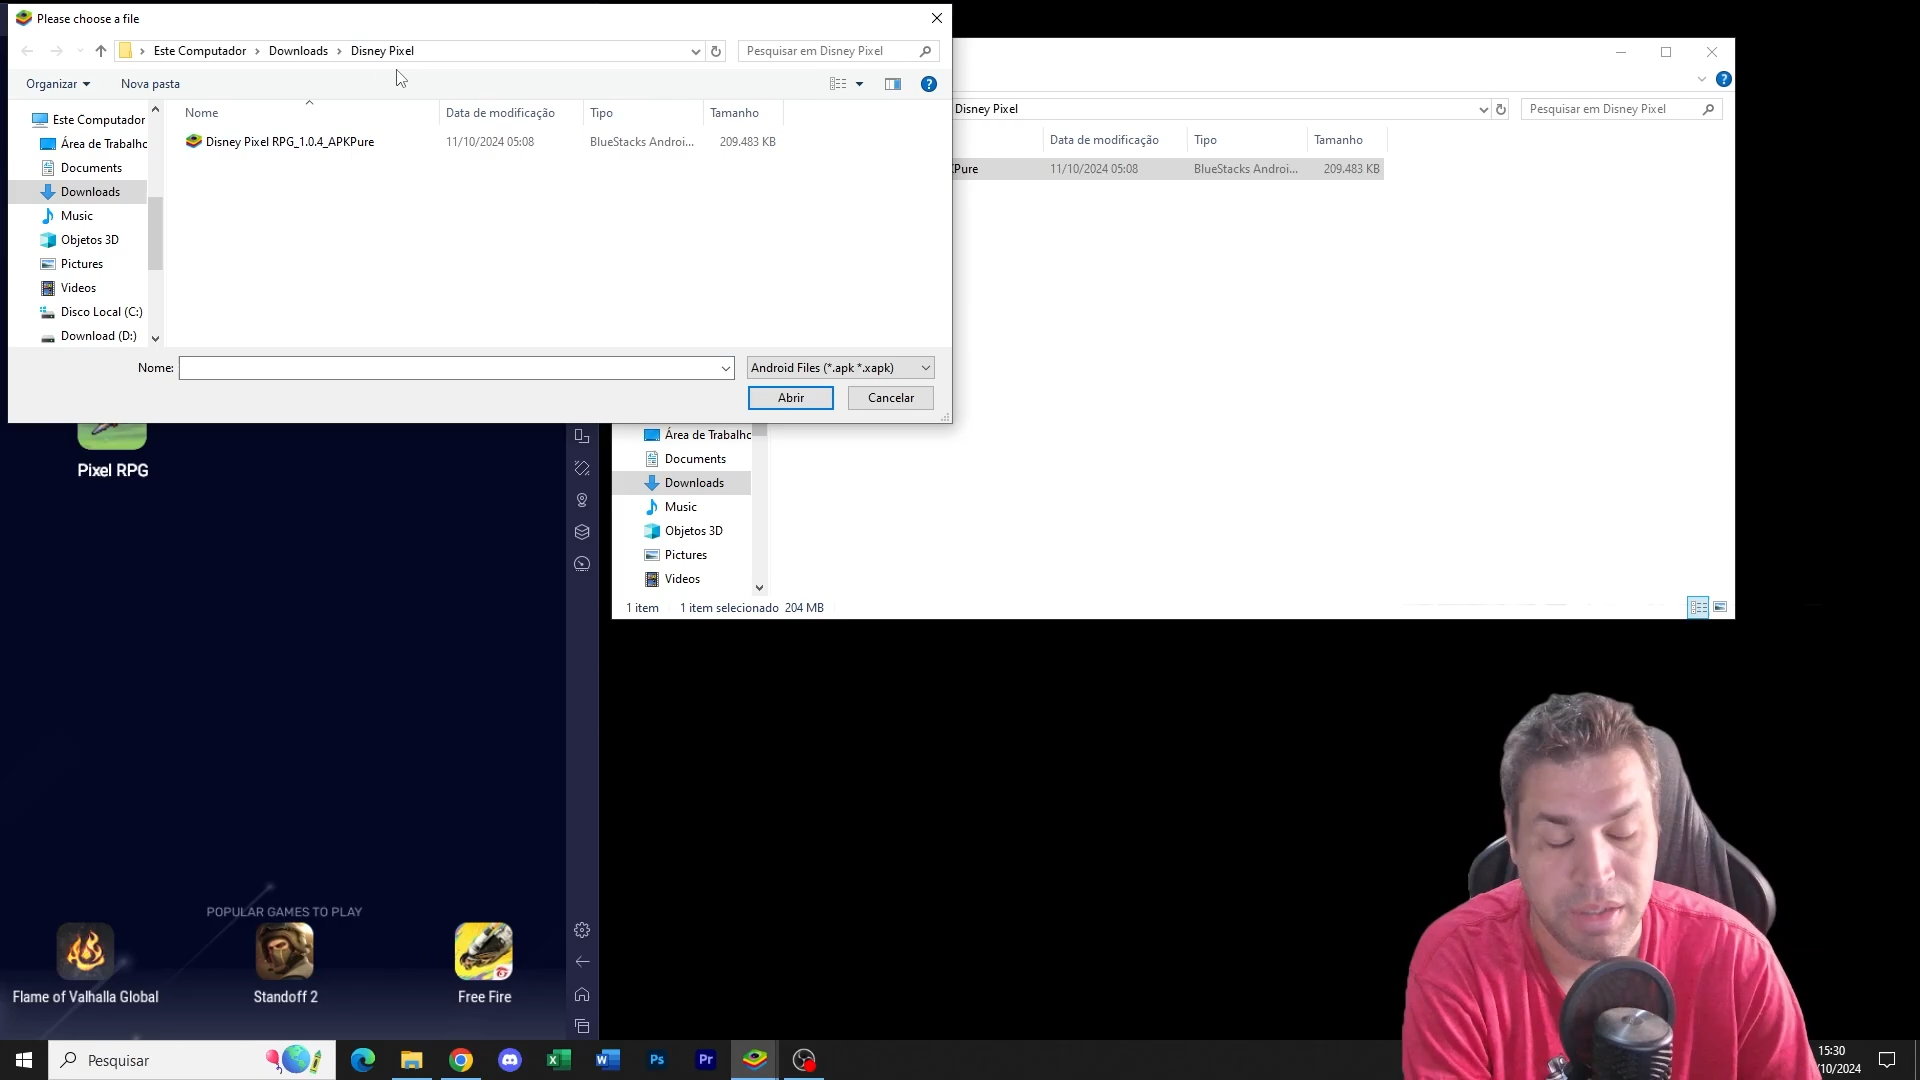 Please choose a file
Este Computador > Downloads > Disney Pixel
Pesquisar em Disney Pixel
Organizar
Nova pasta
Nome
Data de modificação
Tipo
Tamanho
Disney Pixel RPG_1.0.4_APKPure
11/10/2024 05:08
BlueStacks Androi...
209.483 KB
Este Computador
Área de Trabalho
Documents
Downloads
Music
Objetos 3D
Pictures
Videos
Disco Local (C:)
Download (D:)
Nome:
Android Files (*.apk *.xapk)
Abrir
Cancelar
Disney Pixel
Pesquisar em Disney Pixel
Data de modificação
Tipo
Tamanho
KPure
11/10/2024 05:08
BlueStacks Androi...
209.483 KB
Área de Trabalho
Documents
Downloads
Music
Objetos 3D
Pictures
Videos
1 item
1 item selecionado 204 MB
Pixel RPG
POPULAR GAMES TO PLAY
Flame of Valhalla Global
Standoff 2
Free Fire
Pesquisar
Ps
Pr
15:30
/10/2024